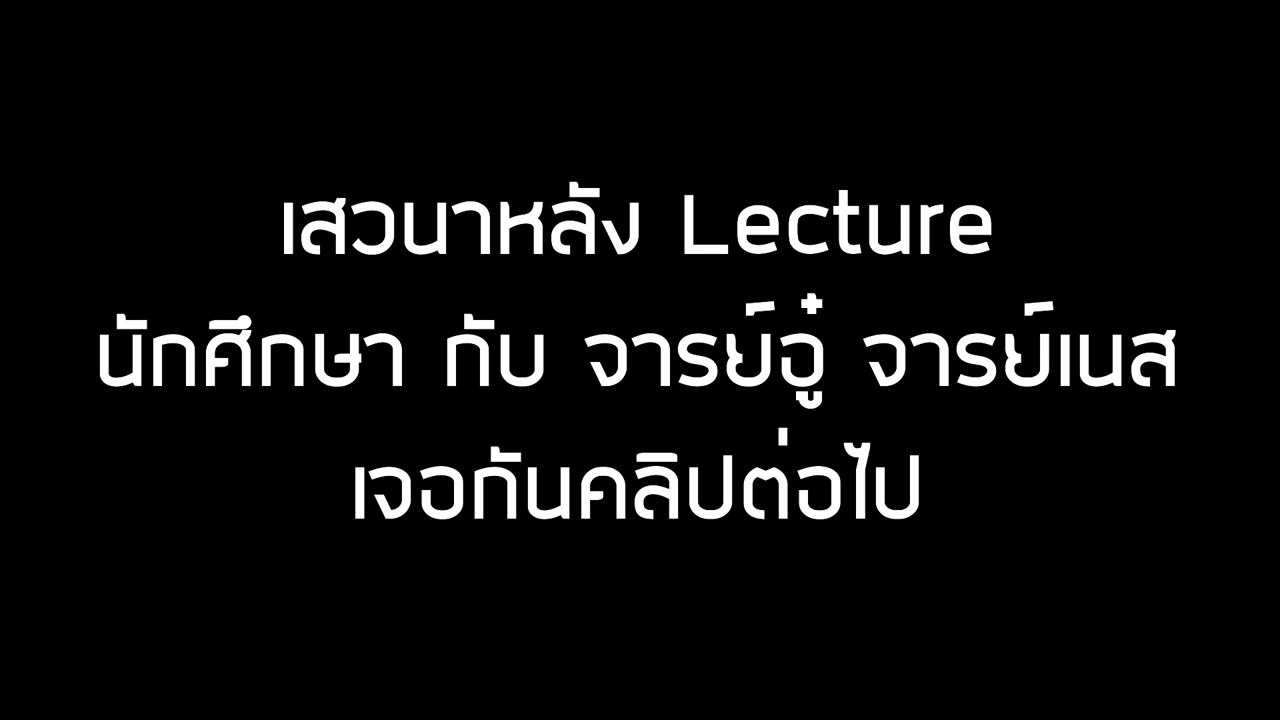 เสวนาหลัง Lecture
นักศึกษา กับ จารย์อู๋ จารย์เนส
เจอกันคลิปต่อไป